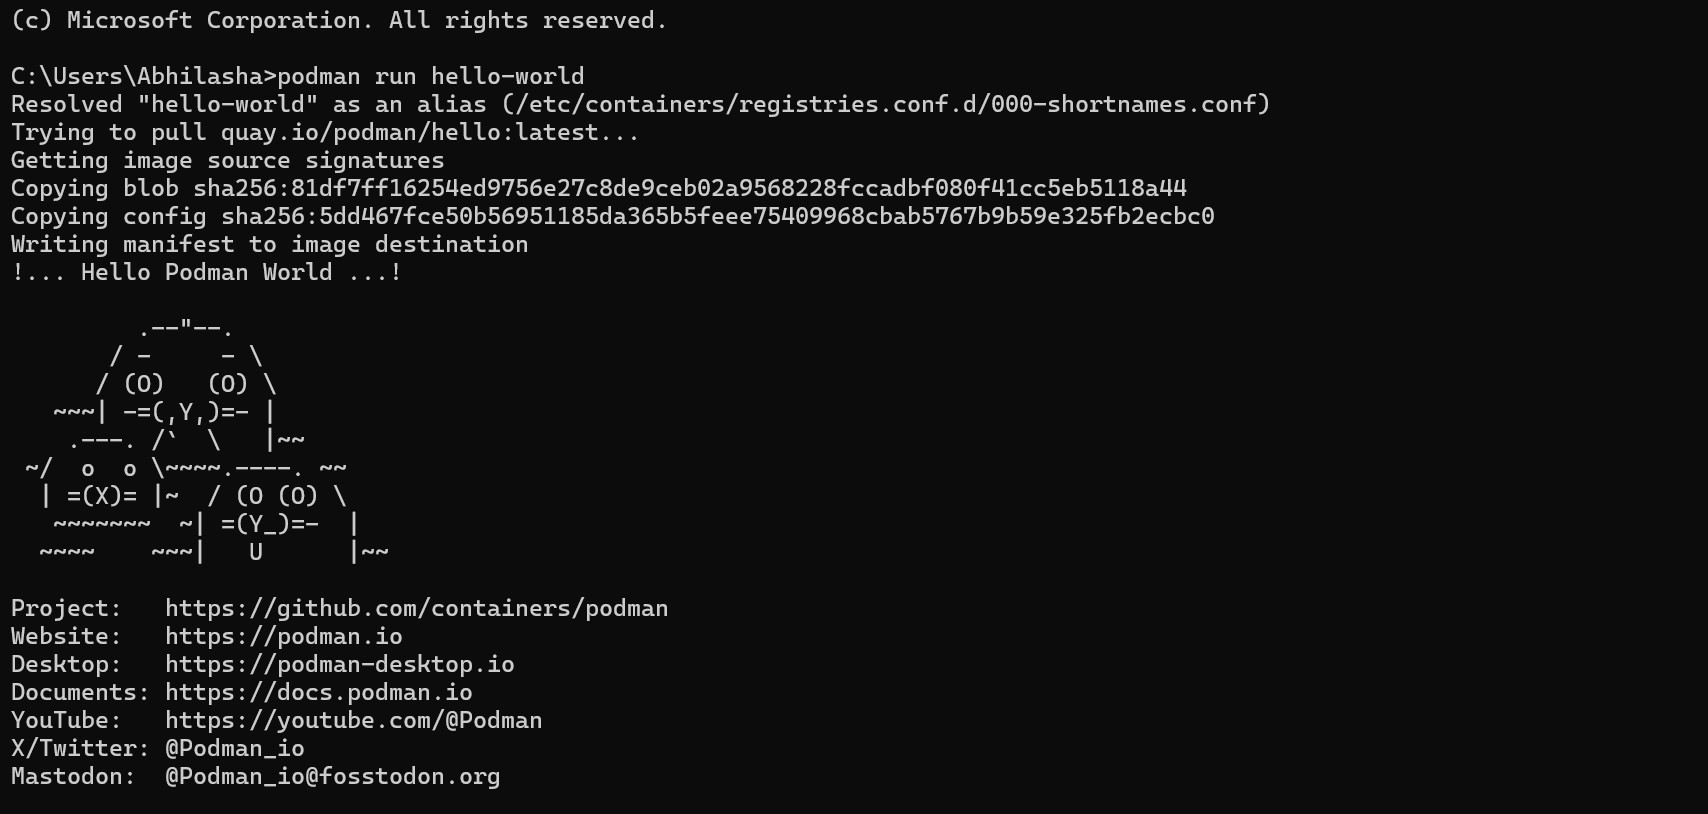 (c) Microsoft Corporation. All rights reserved.

C:\Users\Abhilasha>podman run hello-world
Resolved "hello-world" as an alias (/etc/containers/registries.conf.d/000-shortnames.conf)
Trying to pull quay.io/podman/hello:latest...
Getting image source signatures
Copying blob sha256:81df7ff16254ed9756e27c8de9ceb02a9568228fccadbf080f41cc5eb5118a44
Copying config sha256:5dd467fce50b56951185da365b5feee75409968cbab5767b9b59e325fb2ecbc0
Writing manifest to image destination
!... Hello Podman World ...!

         .--"--.
       / -     - \
      / (O)   (O) \
   ~~~| -=(,Y,)=- |
    .---. /`  \   |~~
 ~/  o  o \~~~~.----. ~~
  | =(X)= |~  / (O (O) \
   ~~~~~~~  ~| =(Y_)=-  |
  ~~~~    ~~~|   U      |~~

Project:   https://github.com/containers/podman
Website:   https://podman.io
Desktop:   https://podman-desktop.io
Documents: https://docs.podman.io
YouTube:   https://youtube.com/@Podman
X/Twitter: @Podman_io
Mastodon:  @Podman_io@fosstodon.org